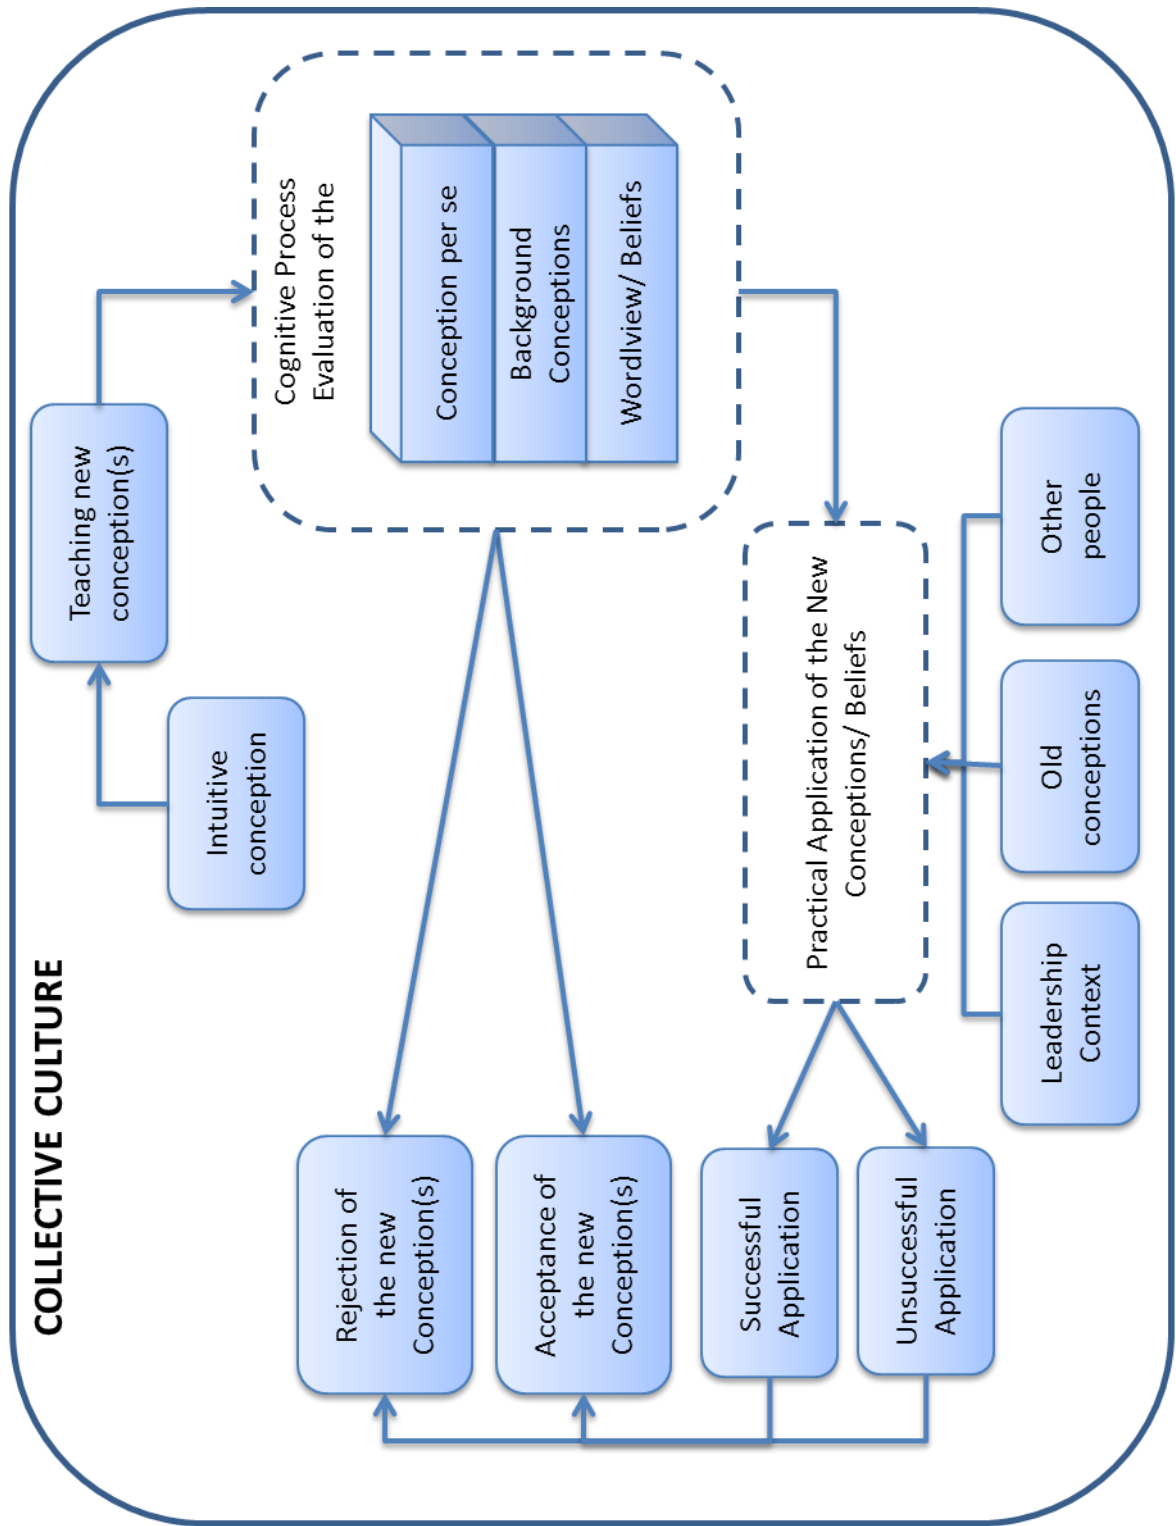 COLLECTIVE CULTURE
Intuitive
conception
Teaching new
conception(s)
Cognitive Process
Evaluation of the
Conception per se
Background
Conceptions
Wordlview/ Beliefs
Rejection of
the new
Conception(s)
Acceptance of
the new
Conception(s)
Practical Application of the New
Conceptions/ Beliefs
Successful
Application
Unsuccessful
Application
Leadership
Context
Old
conceptions
Other
people